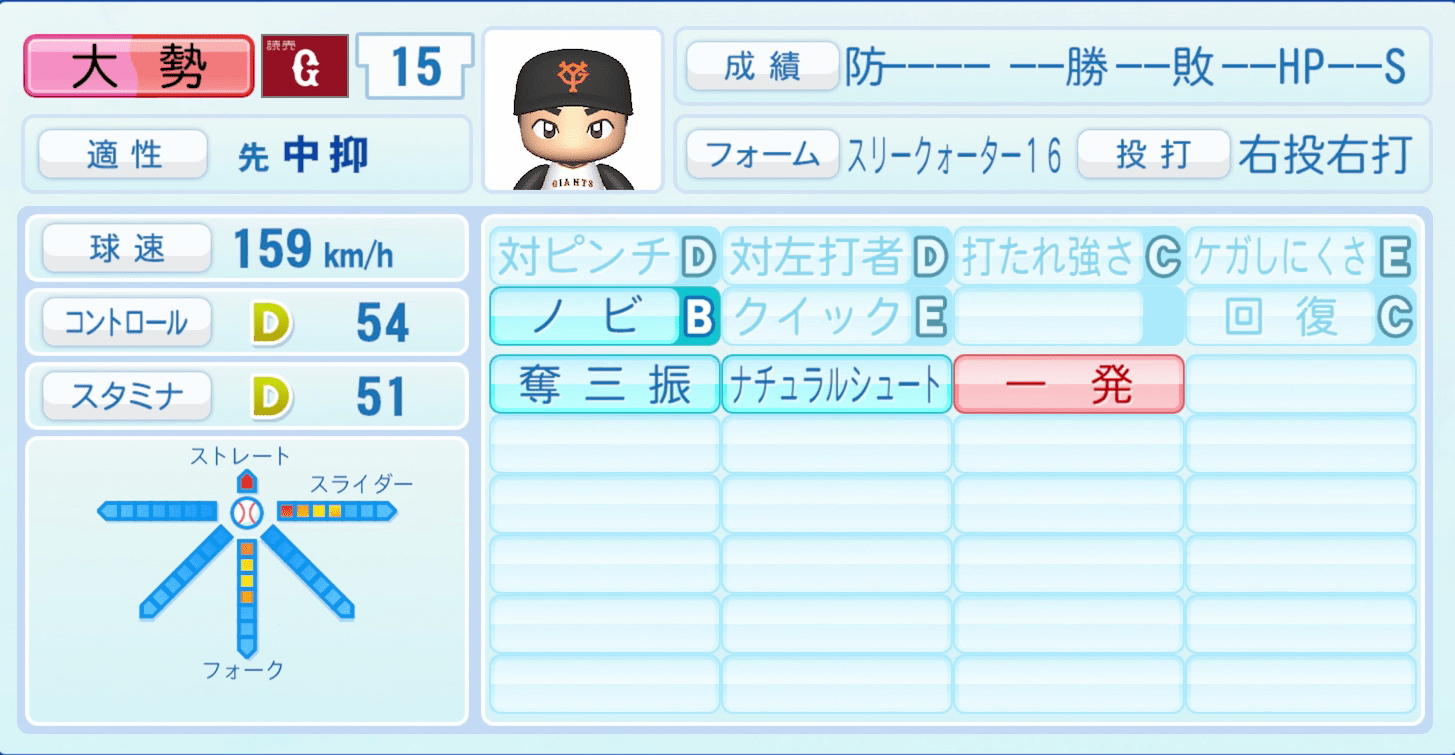 大勢 読売 G 15
成績 防---- --勝--敗--HP--S
適性 先 中 抑
GIANTS
フォーム スリークォーター16 投打 右投右打
球速 159 km/h
コントロール D 54
スタミナ D 51
ストレート
スライダー
フォーク
対ピンチ D 対左打者 D 打たれ強さ C ケガしにくさ E
ノビ B クイック E 回復 C
奪三振 ナチュラルシュート 一発